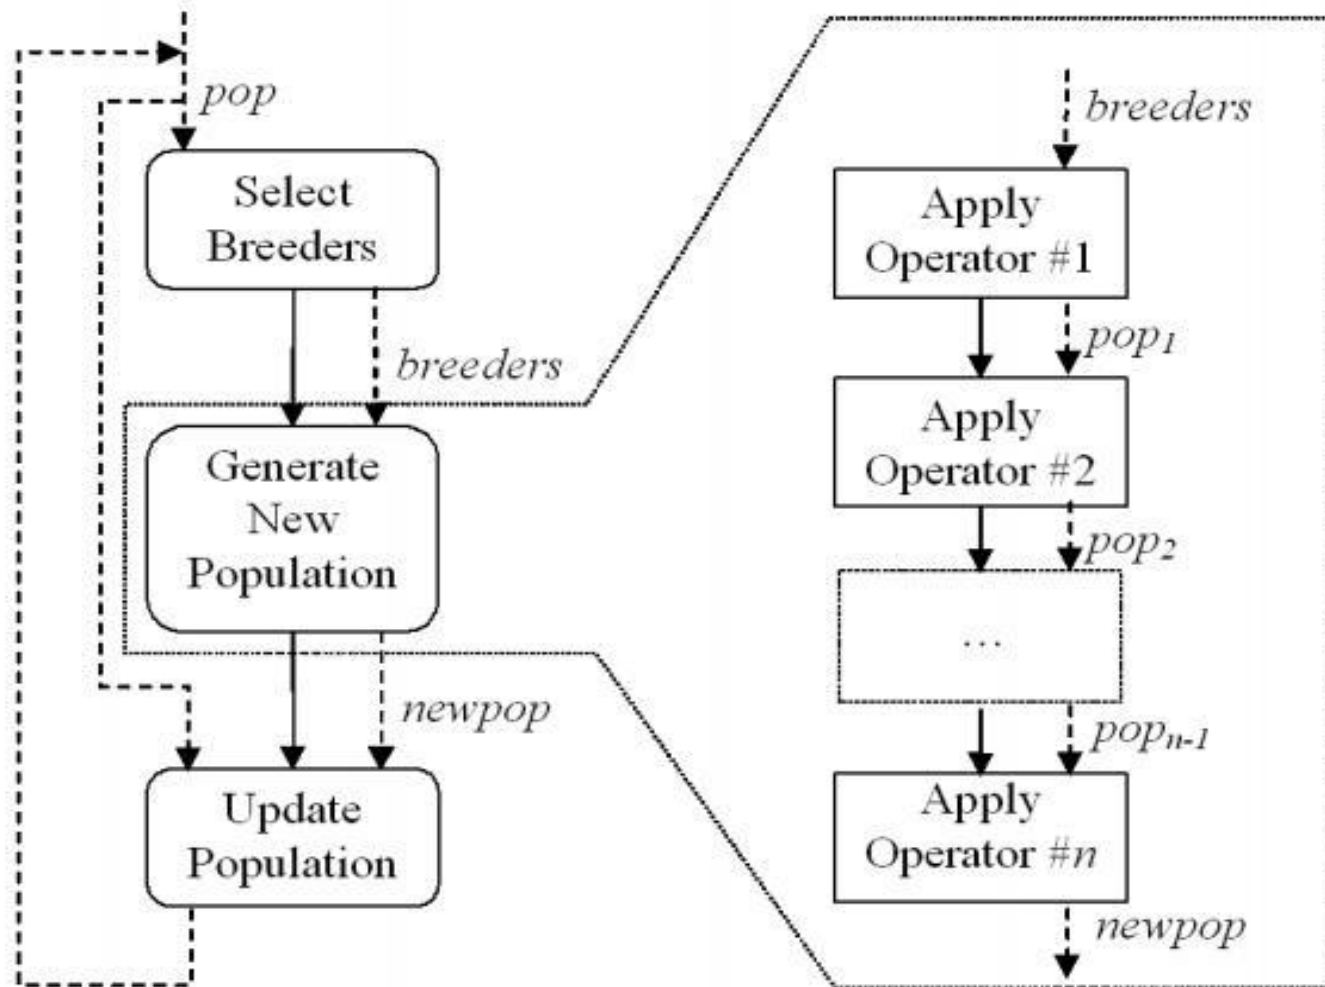 pop
Select
Breeders
breeders
Generate
New
Population
newpop
Update
Population
breeders
Apply
Operator #1
pop₁
Apply
Operator #2
pop₂
...
popₙ₋₁
Apply
Operator #n
newpop